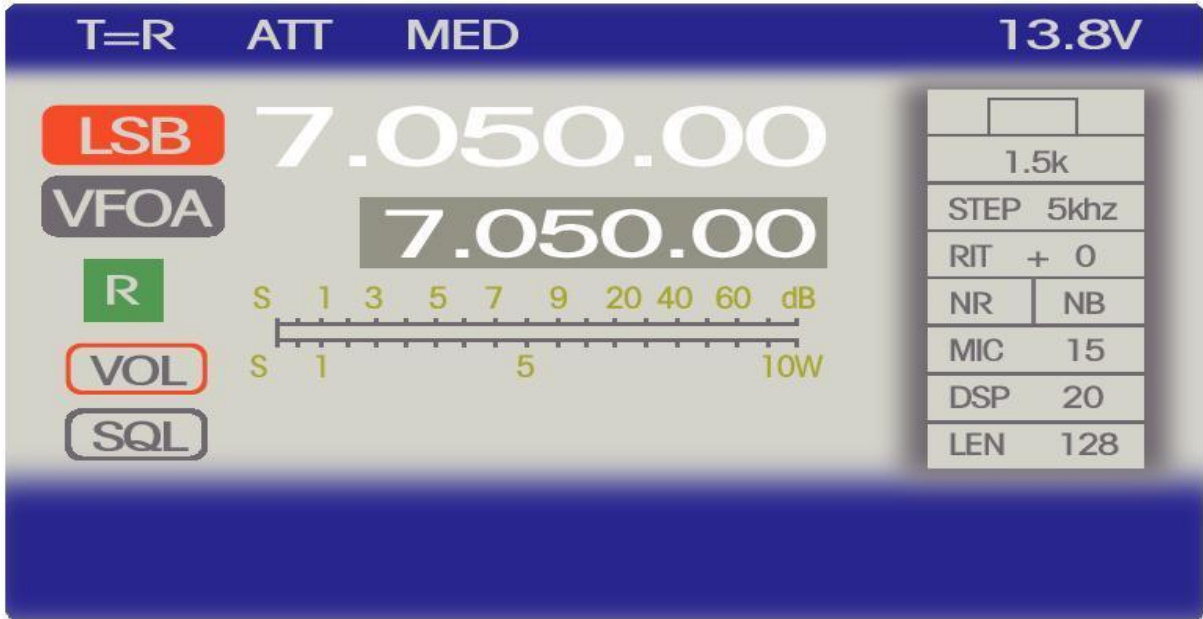 T=R ATT MED 13.8V
LSB 7.050.00
VFOA 7.050.00
R
S 1 3 5 7 9 20 40 60 dB
S 1 5 10W
VOL
SQL
1.5k
STEP 5khz
RIT + 0
NR NB
MIC 15
DSP 20
LEN 128